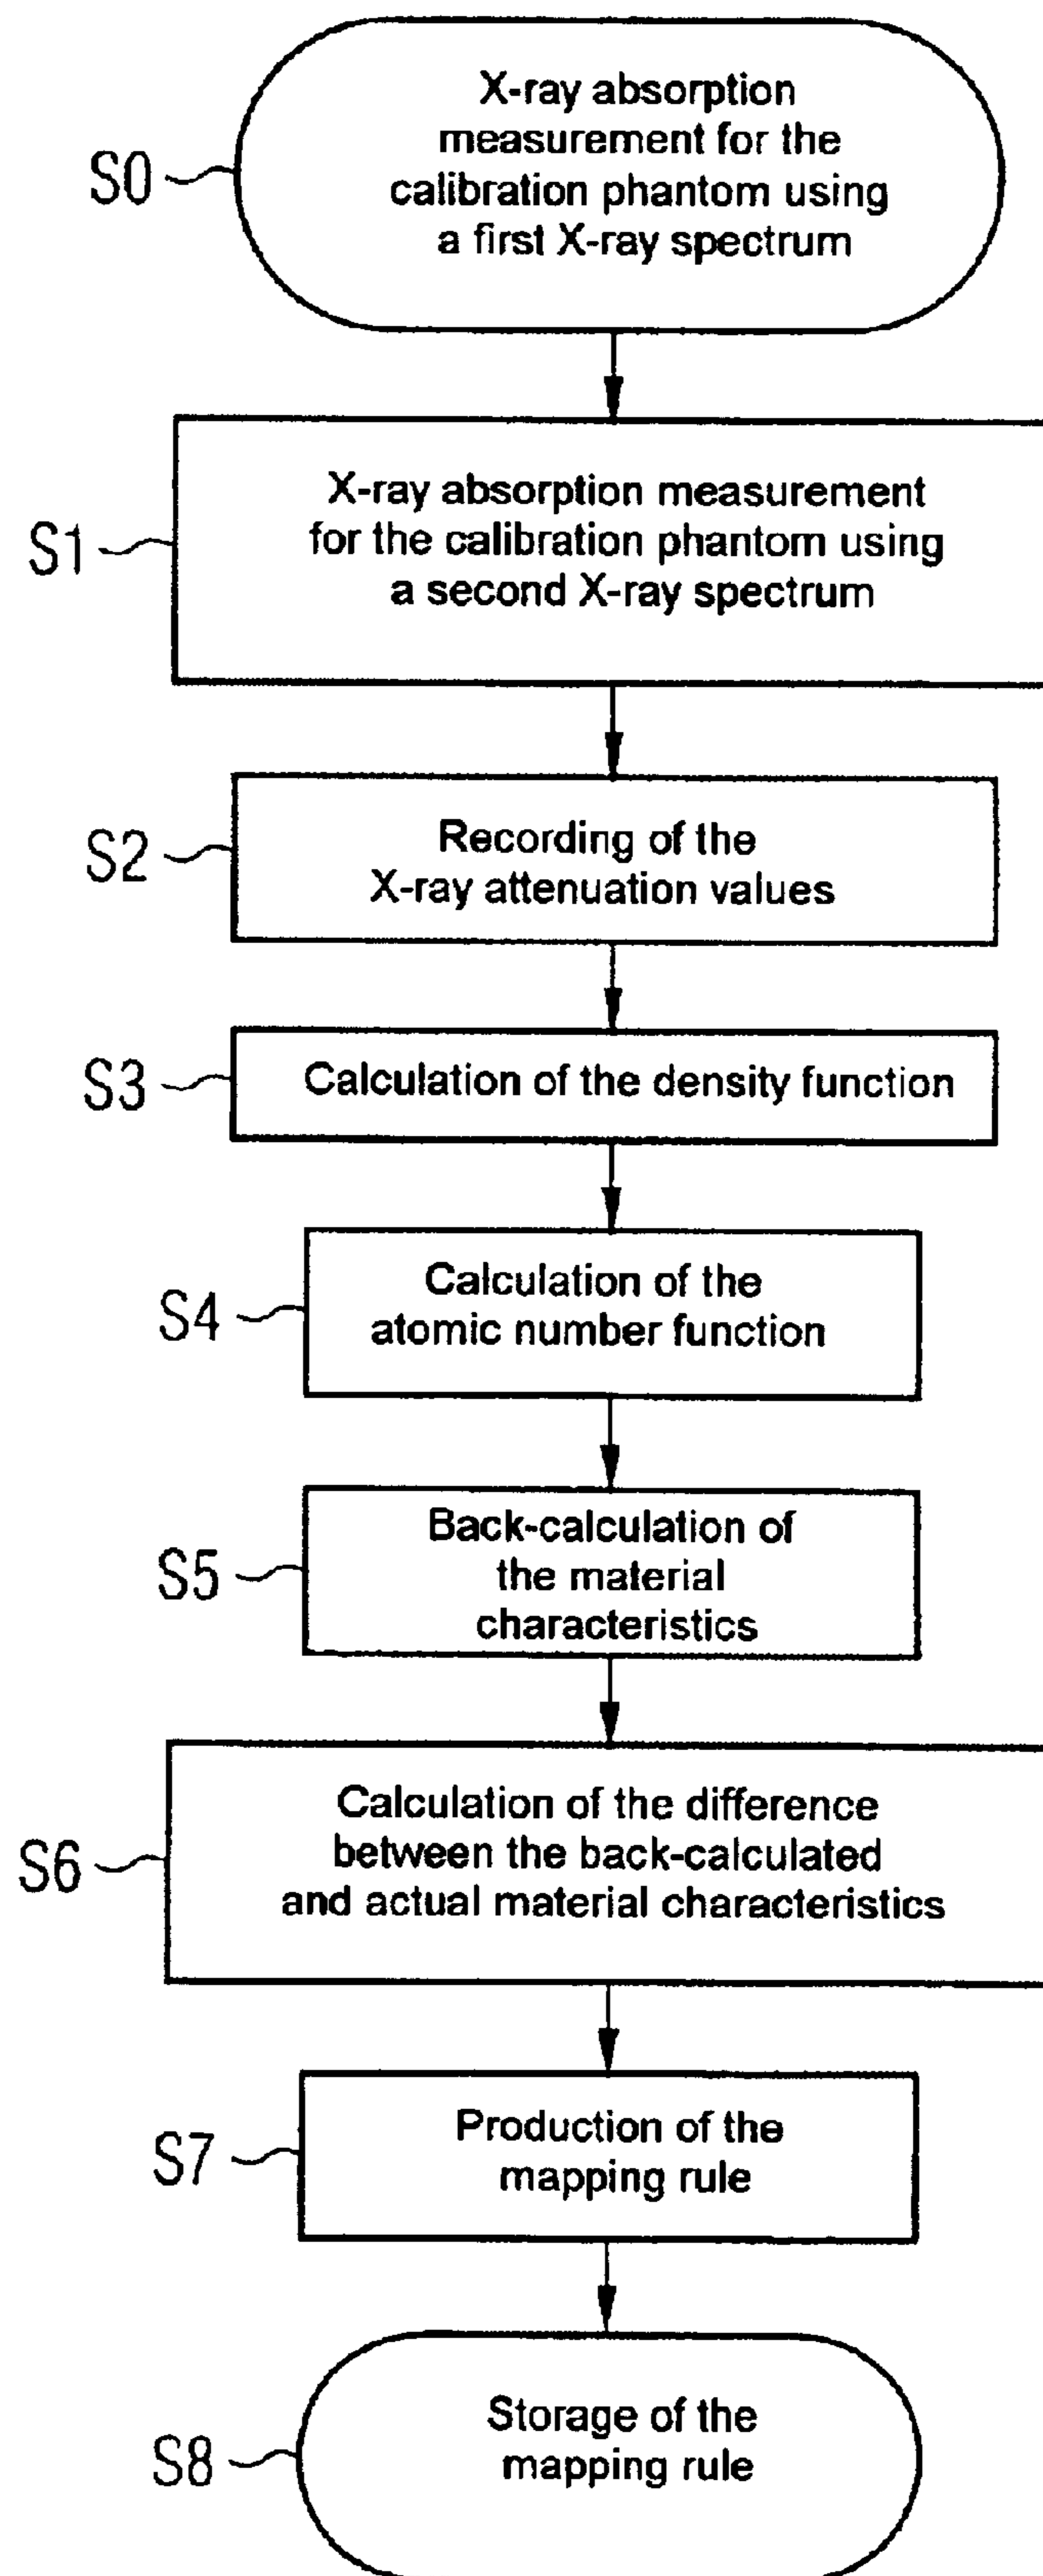 S0
X-ray absorption
measurement for the
calibration phantom using
a first X-ray spectrum
S1
X-ray absorption measurement
for the calibration phantom using
a second X-ray spectrum
S2
Recording of the
X-ray attenuation values
S3
Calculation of the density function
S4
Calculation of the
atomic number function
S5
Back-calculation of
the material
characteristics
S6
Calculation of the difference
between the back-calculated
and actual material characteristics
S7
Production of the
mapping rule
S8
Storage of the
mapping rule